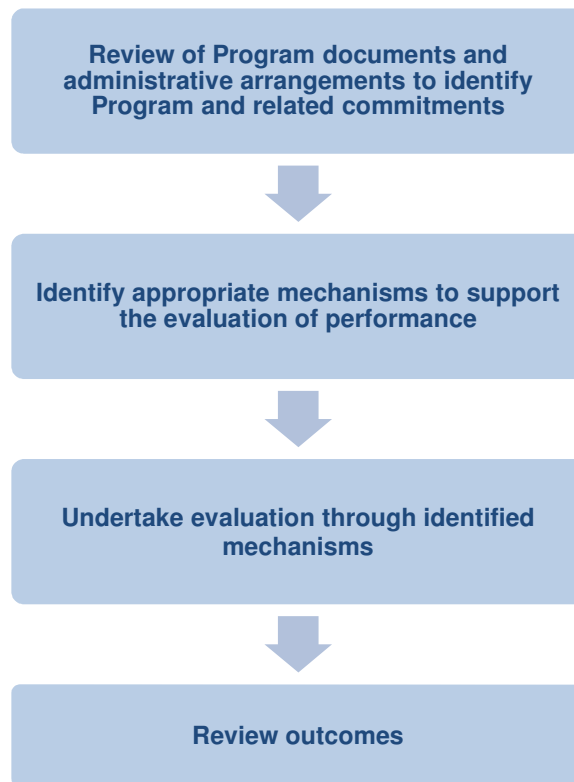 Review of Program documents and
administrative arrangements to identify
Program and related commitments
Identify appropriate mechanisms to support
the evaluation of performance
Undertake evaluation through identified
mechanisms
Review outcomes